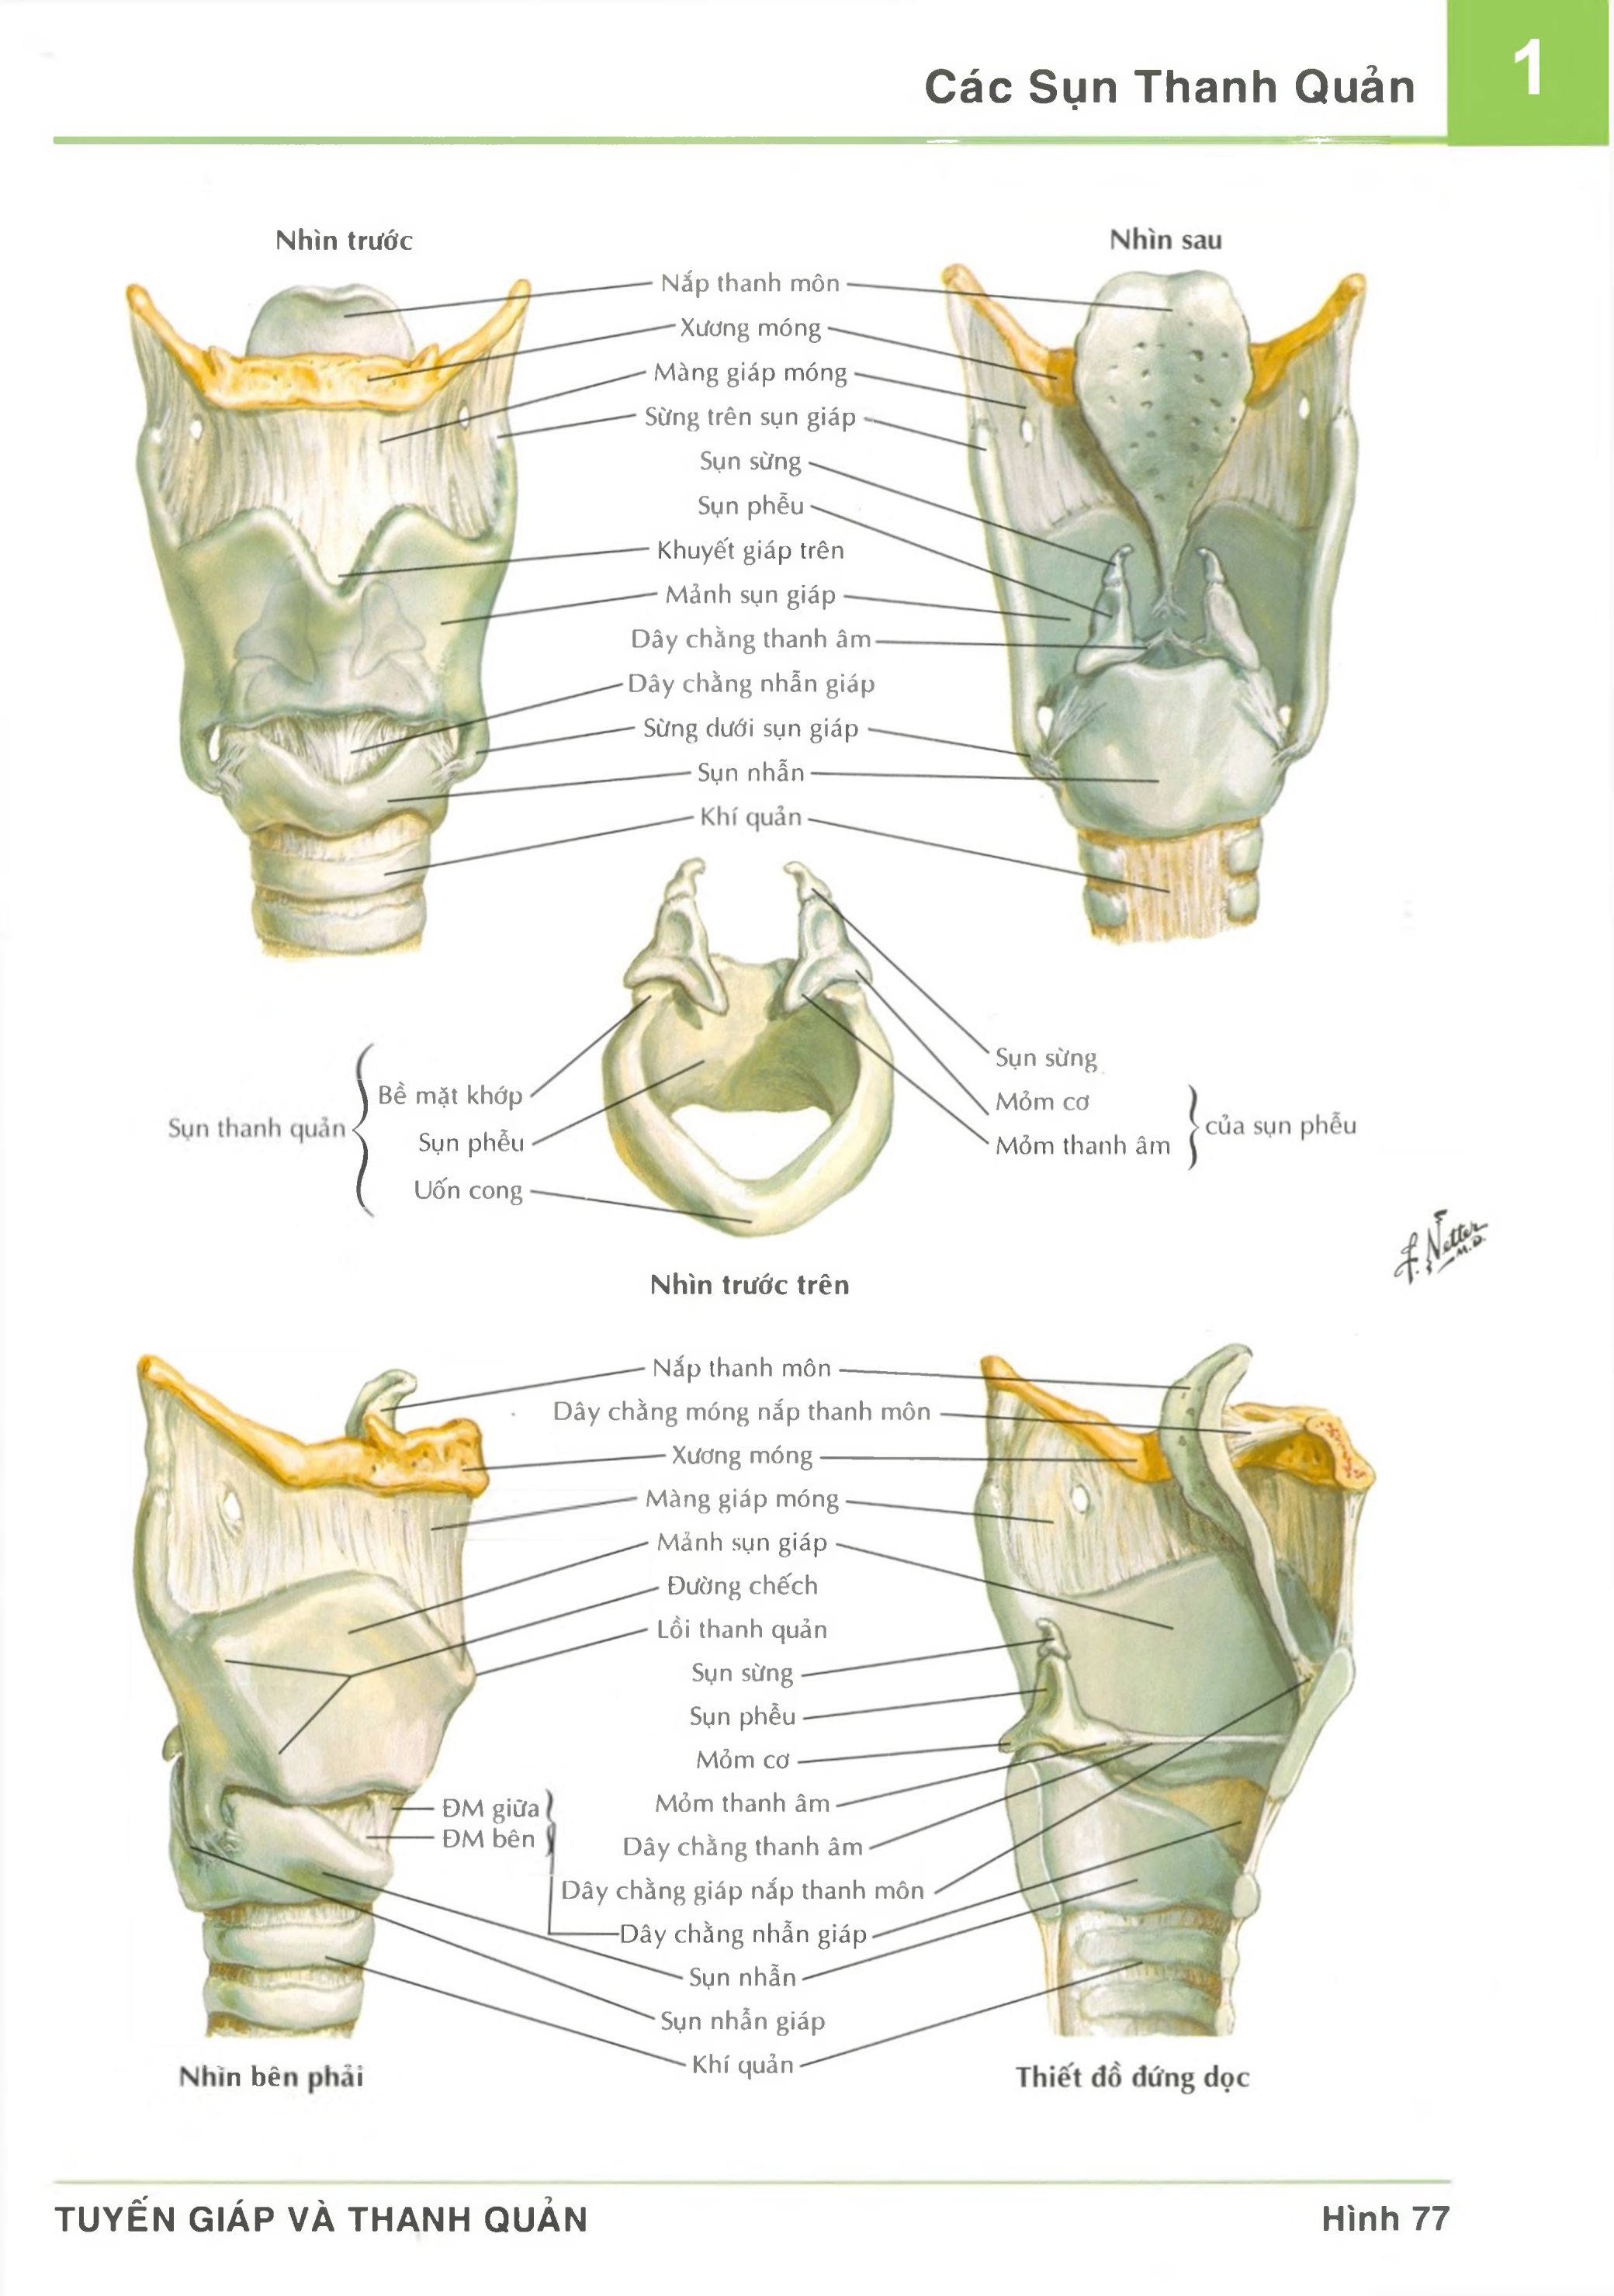 Các Sụn Thanh Quản
1
Nhìn trước
Nhìn sau
Nắp thanh môn
Xương móng
Màng giáp móng
Sừng trên sụn giáp
Sụn sừng
Sụn phễu
Khuyết giáp trên
Mảnh sụn giáp
Dây chằng thanh âm
Dây chằng nhẫn giáp
Sừng dưới sụn giáp
Sụn nhẫn
Khí quản
Sụn thanh quản
Bề mặt khớp
Sụn phễu
Uốn cong
Sụn sừng
Mỏm cơ
Mỏm thanh âm
của sụn phễu
F. Netter
M.D.
Nhìn trước trên
Nắp thanh môn
Dây chằng móng nắp thanh môn
Xương móng
Màng giáp móng
Mảnh sụn giáp
Đường chếch
Lồi thanh quản
Sụn sừng
Sụn phễu
Mỏm cơ
Mỏm thanh âm
Dây chằng thanh âm
Dây chằng giáp nắp thanh môn
Dây chằng nhẫn giáp
Sụn nhẫn
Sụn nhẫn giáp
Khí quản
ĐM giữa
ĐM bên
Nhìn bên phải
Thiết đồ đứng dọc
TUYẾN GIÁP VÀ THANH QUẢN
Hình 77